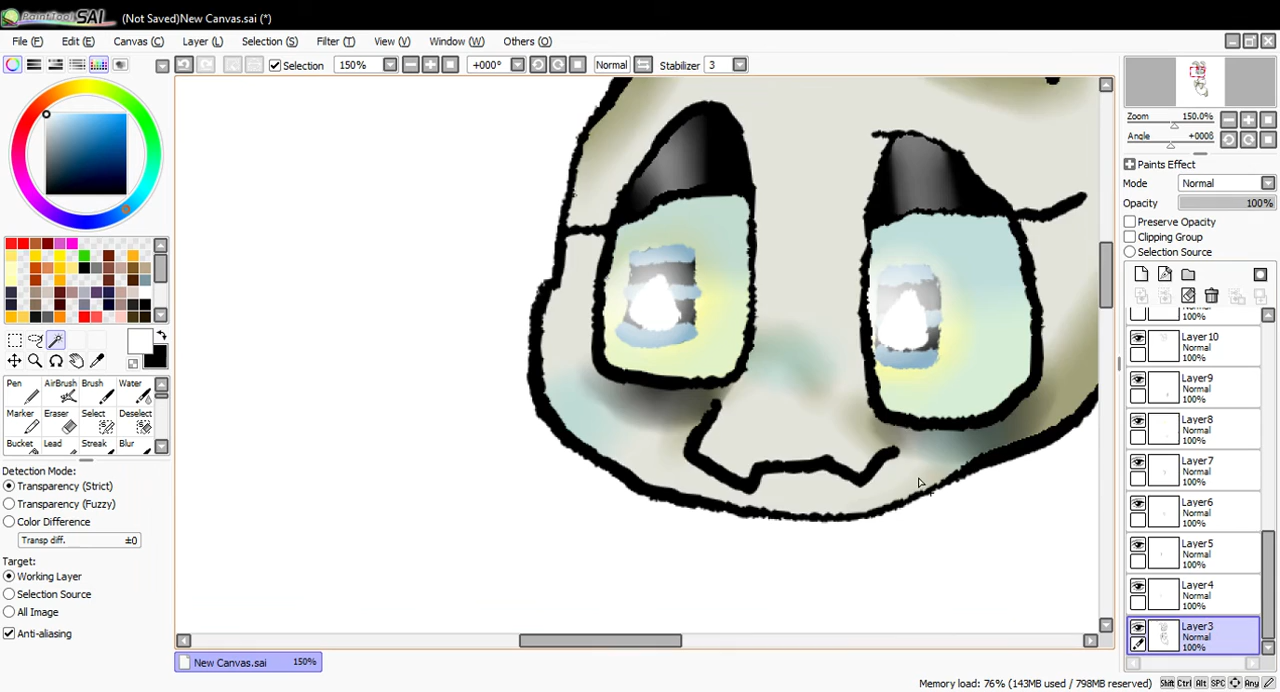 PaintTool SAI (Not Saved)New Canvas.sai (*)
File (F) Edit (E) Canvas (C) Layer (L) Selection (S) Filter (T) View (V) Window (W) Others (O)
Selection 150% +000° Normal Stabilizer 3
Zoom 150.0%
Angle +000θ
Paints Effect
Mode Normal
Opacity 100%
Preserve Opacity
Clipping Group
Selection Source
100%
Layer10
Normal
100%
Layer9
Normal
100%
Layer8
Normal
100%
Layer7
Normal
100%
Layer6
Normal
100%
Layer5
Normal
100%
Layer4
Normal
100%
Layer3
Normal
100%
Pen AirBrush Brush Water
Marker Eraser Select Deselect
Bucket Lead Streak Blur
Detection Mode:
Transparency (Strict)
Transparency (Fuzzy)
Color Difference
Transp diff. ±0
Target:
Working Layer
Selection Source
All Image
Anti-aliasing
New Canvas.sai 150%
Memory load: 76% (143MB used / 798MB reserved) Shift Ctrl Alt SPC Any